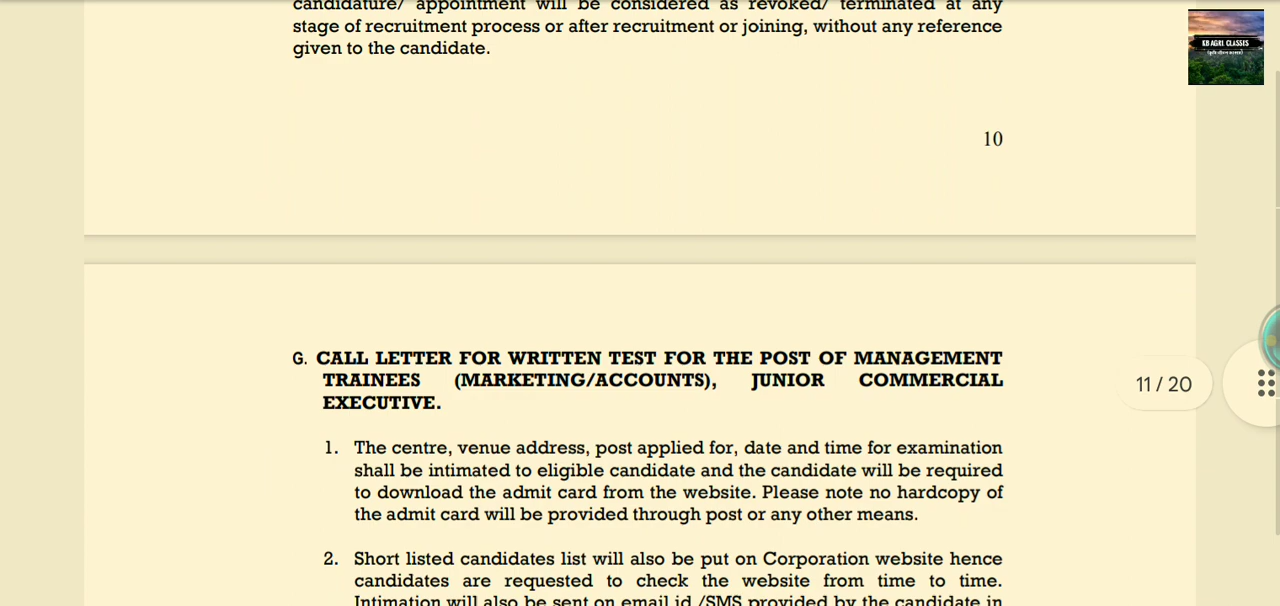 candidature/ appointment will be considered as revoked/ terminated at any
stage of recruitment process or after recruitment or joining, without any reference
given to the candidate.
KB AGRI CLASSES
10
G. CALL LETTER FOR WRITTEN TEST FOR THE POST OF MANAGEMENT
TRAINEES (MARKETING/ACCOUNTS), JUNIOR COMMERCIAL
EXECUTIVE.
11 / 20
1. The centre, venue address, post applied for, date and time for examination
shall be intimated to eligible candidate and the candidate will be required
to download the admit card from the website. Please note no hardcopy of
the admit card will be provided through post or any other means.
2. Short listed candidates list will also be put on Corporation website hence
candidates are requested to check the website from time to time.
Intimation will also be sent on email id /SMS provided by the candidate in